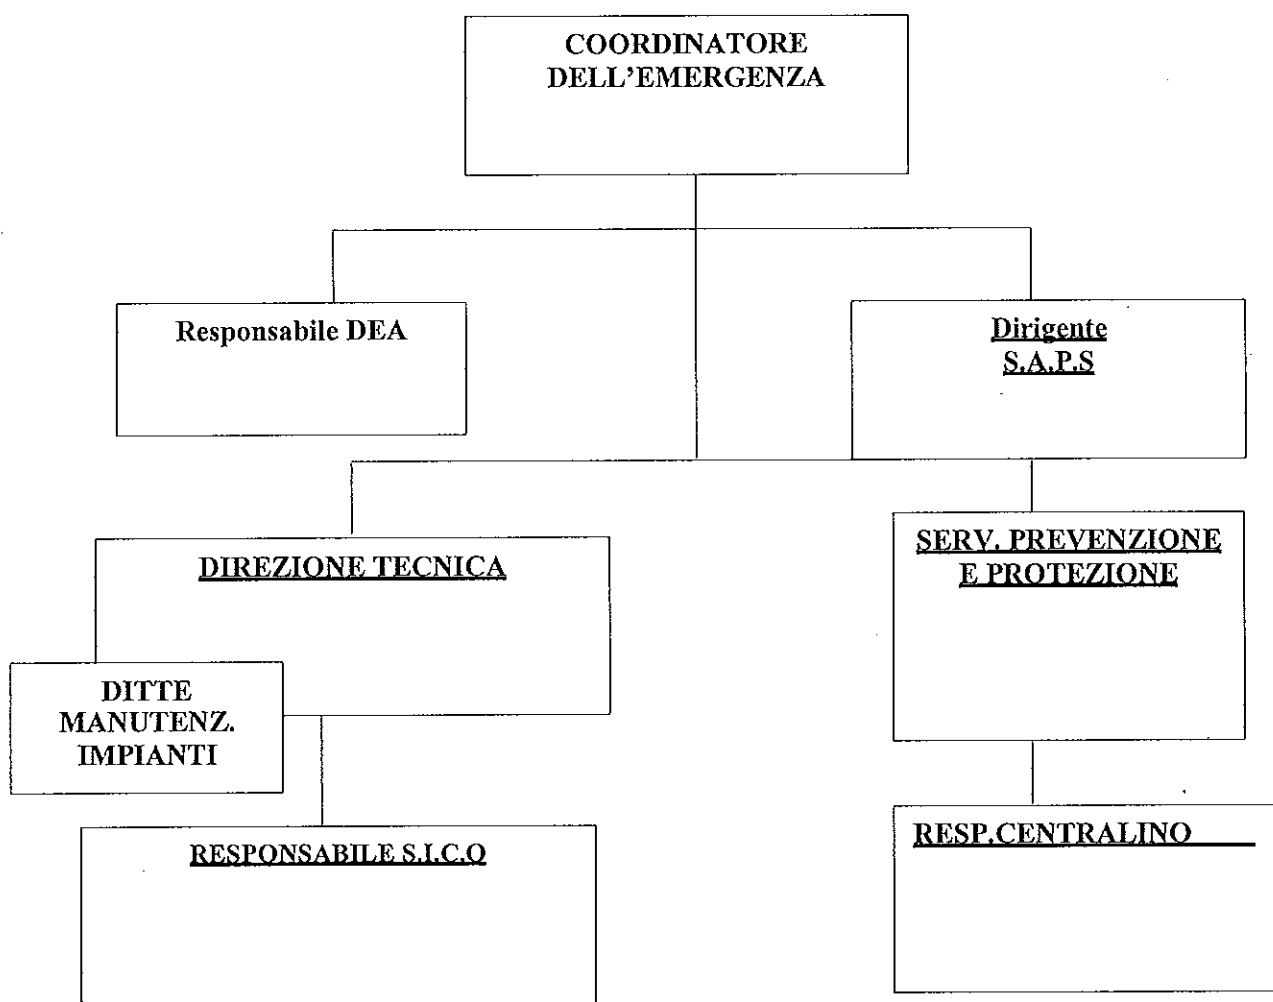 COORDINATORE
DELL'EMERGENZA
Responsabile DEA
Dirigente
S.A.P.S
DIREZIONE TECNICA
SERV. PREVENZIONE
E PROTEZIONE
DITTE
MANUTENZ.
IMPIANTI
RESPONSABILE S.I.C.O
RESP.CENTRALINO